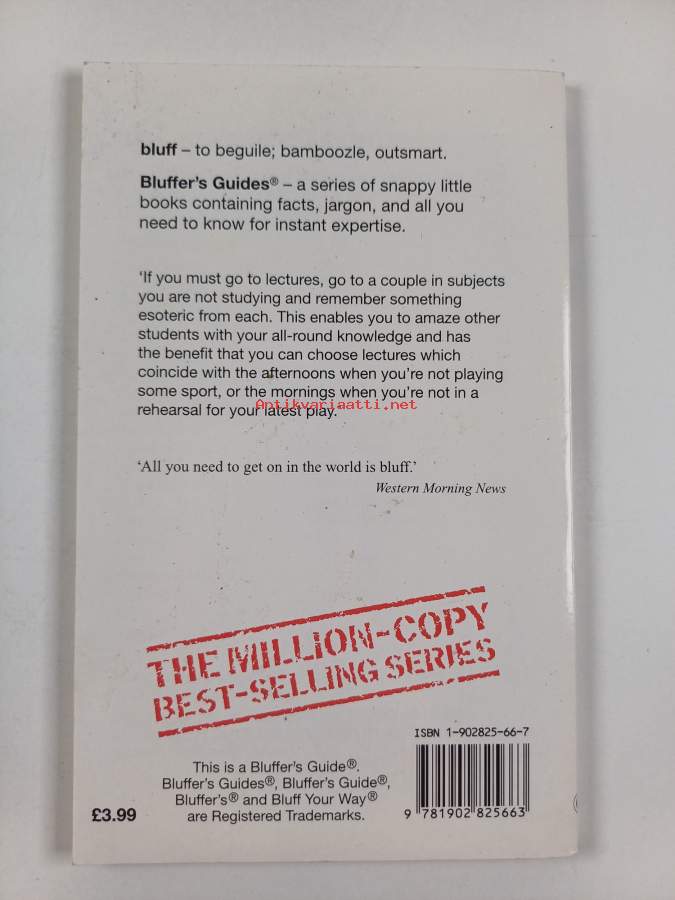 bluff – to beguile; bamboozle, outsmart.
Bluffer's Guides® – a series of snappy little
books containing facts, jargon, and all you
need to know for instant expertise.
'If you must go to lectures, go to a couple in subjects
you are not studying and remember something
esoteric from each. This enables you to amaze other
students with your all-round knowledge and has
the benefit that you can choose lectures which
coincide with the afternoons when you're not playing
some sport, or the mornings when you're not in a
rehearsal for your latest play.'
Antikvariaatti.net
'All you need to get on in the world is bluff.'
Western Morning News
THE MILLION-COPY
BEST-SELLING SERIES
ISBN 1-902825-66-7
This is a Bluffer's Guide®.
Bluffer's Guides®, Bluffer's Guide®,
Bluffer's® and Bluff Your Way®
are Registered Trademarks.
£3.99
9 781902 825663